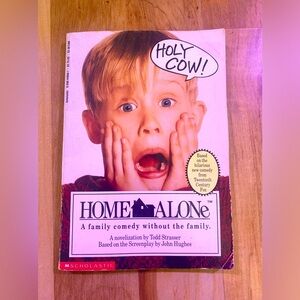 HOLY
COW!
Based
on the
hilarious
new comedy
from
Twentieth
Century
Fox
HOME ALONe™
A family comedy without the family.
A novelization by Todd Strasser
Based on the Screenplay by John Hughes
SCHOLASTIC